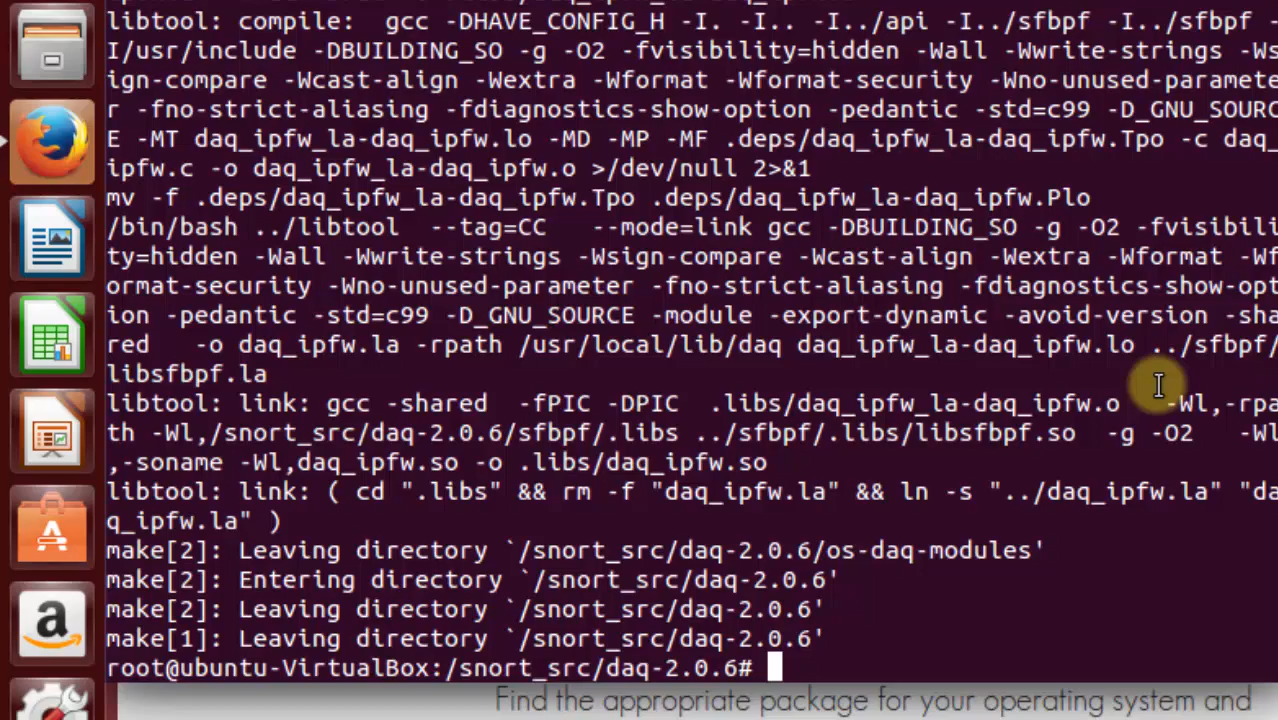 libtool: compile:  gcc -DHAVE_CONFIG_H -I. -I.. -I../api -I../sfbpf -I../sfbpf -
I/usr/include -DBUILDING_SO -g -O2 -fvisibility=hidden -Wall -Wwrite-strings -Ws
ign-compare -Wcast-align -Wextra -Wformat -Wformat-security -Wno-unused-paramete
r -fno-strict-aliasing -fdiagnostics-show-option -pedantic -std=c99 -D_GNU_SOURC
E -MT daq_ipfw_la-daq_ipfw.lo -MD -MP -MF .deps/daq_ipfw_la-daq_ipfw.Tpo -c daq_
ipfw.c -o daq_ipfw_la-daq_ipfw.o >/dev/null 2>&1
mv -f .deps/daq_ipfw_la-daq_ipfw.Tpo .deps/daq_ipfw_la-daq_ipfw.Plo
/bin/bash ../libtool  --tag=CC   --mode=link gcc -DBUILDING_SO -g -O2 -fvisibili
ty=hidden -Wall -Wwrite-strings -Wsign-compare -Wcast-align -Wextra -Wformat -Wf
ormat-security -Wno-unused-parameter -fno-strict-aliasing -fdiagnostics-show-opt
ion -pedantic -std=c99 -D_GNU_SOURCE -module -export-dynamic -avoid-version -sha
red   -o daq_ipfw.la -rpath /usr/local/lib/daq daq_ipfw_la-daq_ipfw.lo ../sfbpf/
libsfbpf.la
libtool: link: gcc -shared  -fPIC -DPIC  .libs/daq_ipfw_la-daq_ipfw.o   -Wl,-rpa
th -Wl,/snort_src/daq-2.0.6/sfbpf/.libs ../sfbpf/.libs/libsfbpf.so  -g -O2   -Wl
,-soname -Wl,daq_ipfw.so -o .libs/daq_ipfw.so
libtool: link: ( cd ".libs" && rm -f "daq_ipfw.la" && ln -s "../daq_ipfw.la" "da
q_ipfw.la" )
make[2]: Leaving directory `/snort_src/daq-2.0.6/os-daq-modules'
make[2]: Entering directory `/snort_src/daq-2.0.6'
make[2]: Leaving directory `/snort_src/daq-2.0.6'
make[1]: Leaving directory `/snort_src/daq-2.0.6'
root@ubuntu-VirtualBox:/snort_src/daq-2.0.6#
Find the appropriate package for your operating system and